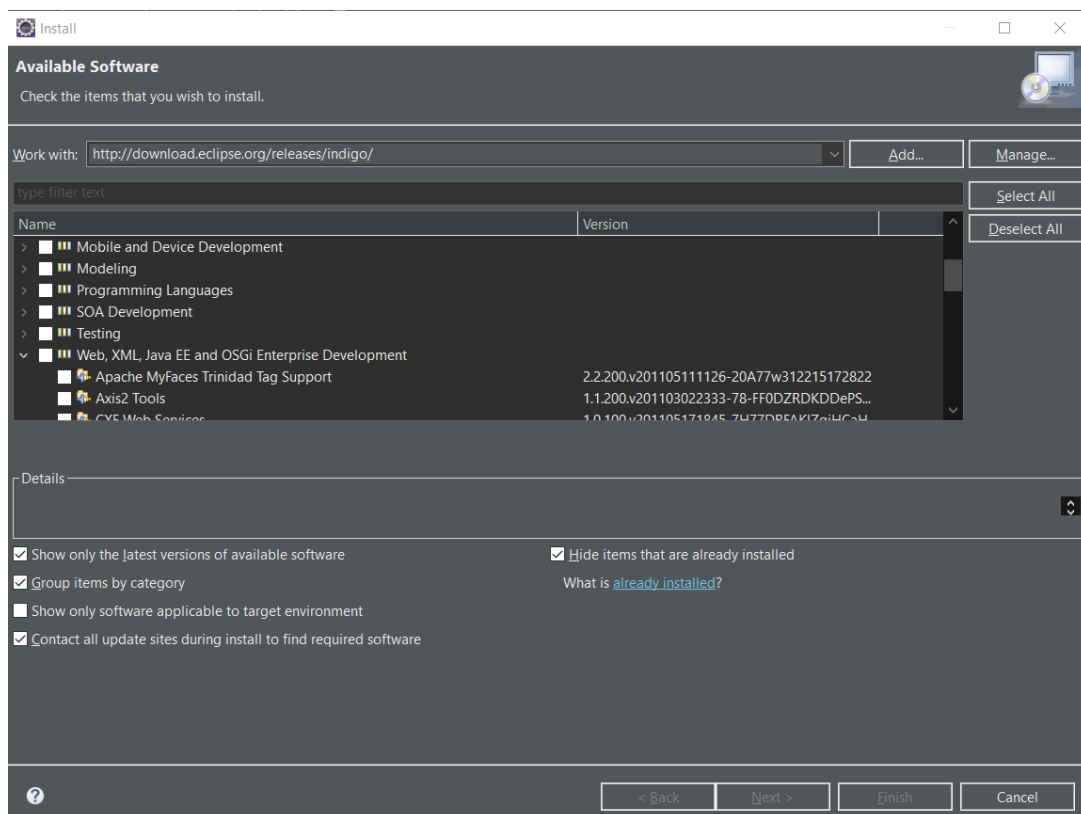 Install
Available Software
Check the items that you wish to install.
Work with: http://download.eclipse.org/releases/indigo/ Add... Manage...
type filter text Select All
Name Version Deselect All
Mobile and Device Development
Modeling
Programming Languages
SOA Development
Testing
Web, XML, Java EE and OSGi Enterprise Development
Apache MyFaces Trinidad Tag Support 2.2.200.v201105111126-20A77w312215172822
Axis2 Tools 1.1.200.v201103022333-78-FF0DZRDKDDePS...
CXF Web Services
Details
Show only the latest versions of available software Hide items that are already installed
Group items by category What is already installed?
Show only software applicable to target environment
Contact all update sites during install to find required software
< Back Next > Finish Cancel